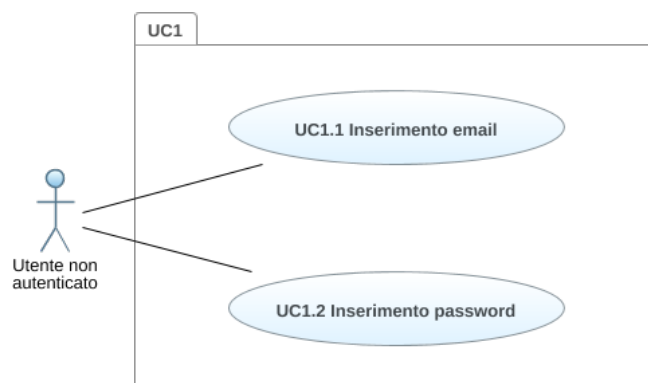 UC1
UC1.1 Inserimento email
Utente non
autenticato
UC1.2 Inserimento password